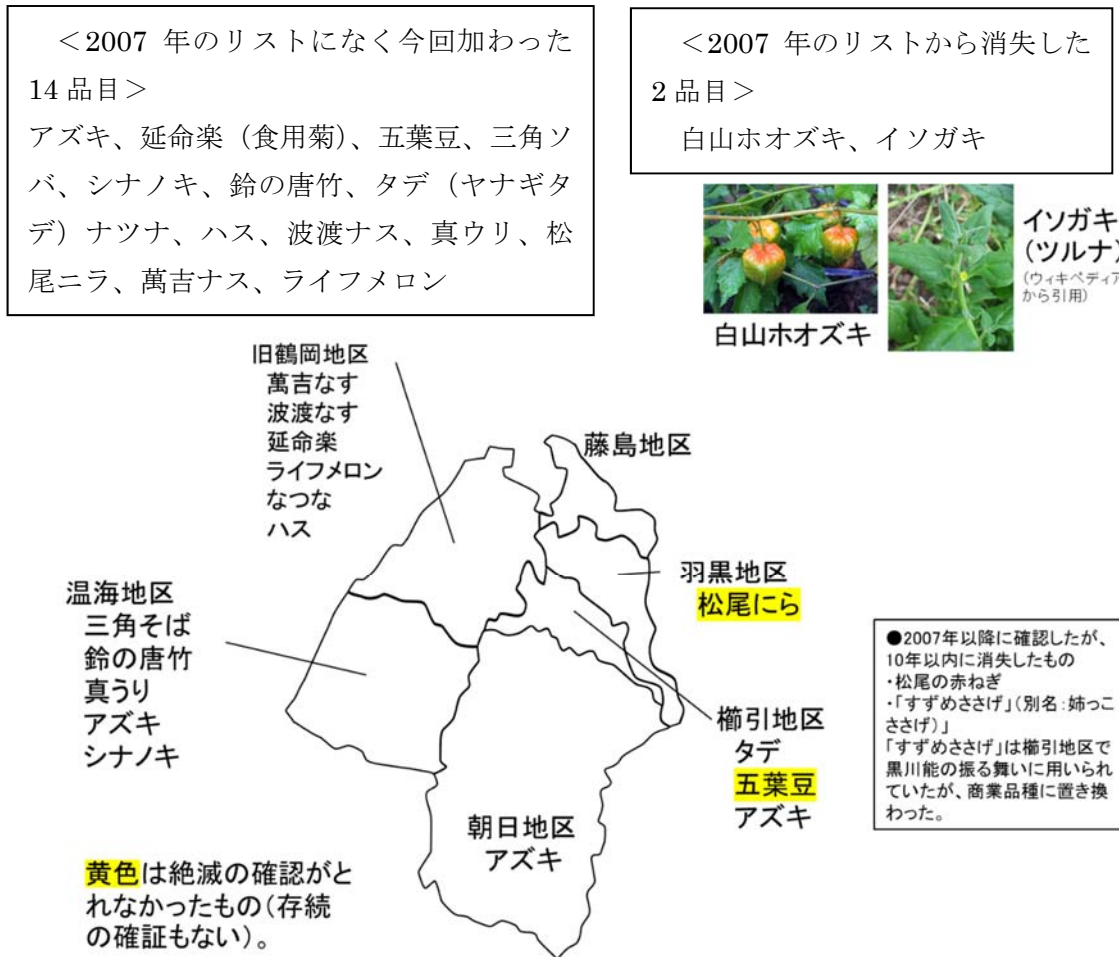 ＜2007 年のリストになく今回加わった
14 品目＞
アズキ、延命楽（食用菊）、五葉豆、三角ソ
バ、シナノキ、鈴の唐竹、タデ（ヤナギタ
デ）ナツナ、ハス、波渡ナス、真ウリ、松
尾ニラ、萬吉ナス、ライフメロン
＜2007 年のリストから消失した
2 品目＞
白山ホオズキ、イソガキ
白山ホオズキ
イソガキ
(ツルナ)
(ウィキペディア
から引用)
旧鶴岡地区
萬吉なす
波渡なす
延命楽
ライフメロン
なつな
ハス
藤島地区
羽黒地区
松尾にら
温海地区
三角そば
鈴の唐竹
真うり
アズキ
シナノキ
櫛引地区
タデ
五葉豆
アズキ
朝日地区
アズキ
●2007年以降に確認したが、
10年以内に消失したもの
・松尾の赤ねぎ
・「すずめささげ」（別名：姉っこ
ささげ）」
「すずめささげ」は櫛引地区で
黒川能の振る舞いに用いられ
ていたが、商業品種に置き換
わった。
黄色は絶滅の確認がと
れなかったもの（存続
の確証もない）。